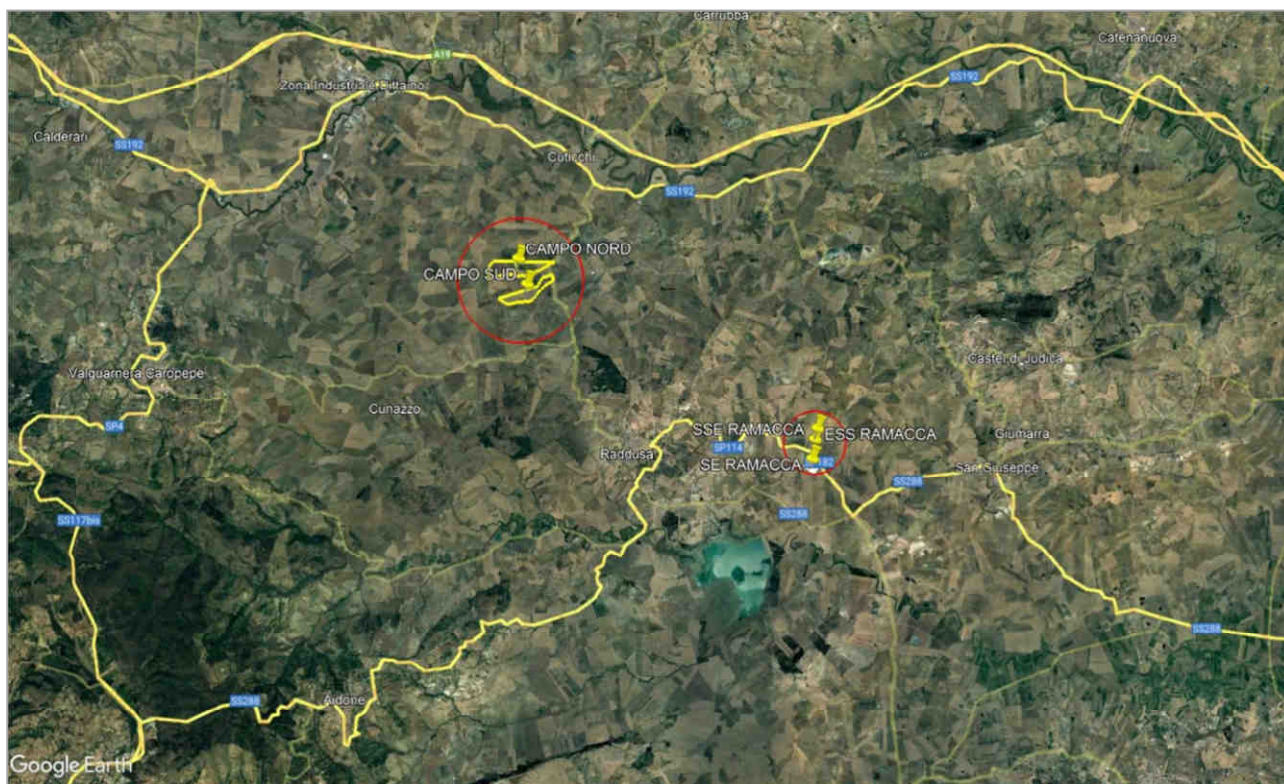 Carrubba
Catenanuova
A19
Zona Industriale Dittaino
SS192
Calderari
SS192
Cuticchi
SS192
CAMPO NORD
CAMPO SUD
Castel di Judica
Valguarnera Caropepe
Cunazzo
SP4
SSE RAMACCA
ESS RAMACCA
Giumarra
SP114
Raddusa
SE RAMACCA
San Giuseppe
SS288
SS288
SS117bis
SS288
SS288
Aidone
Google Earth